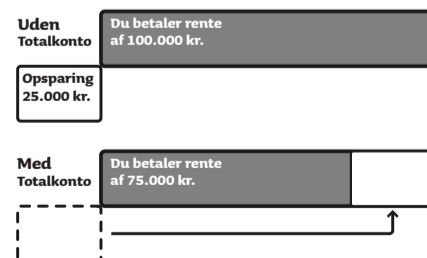 Uden
Totalkonto
Du betaler rente
af 100.000 kr.
Opsparing
25.000 kr.
Med
Totalkonto
Du betaler rente
af 75.000 kr.